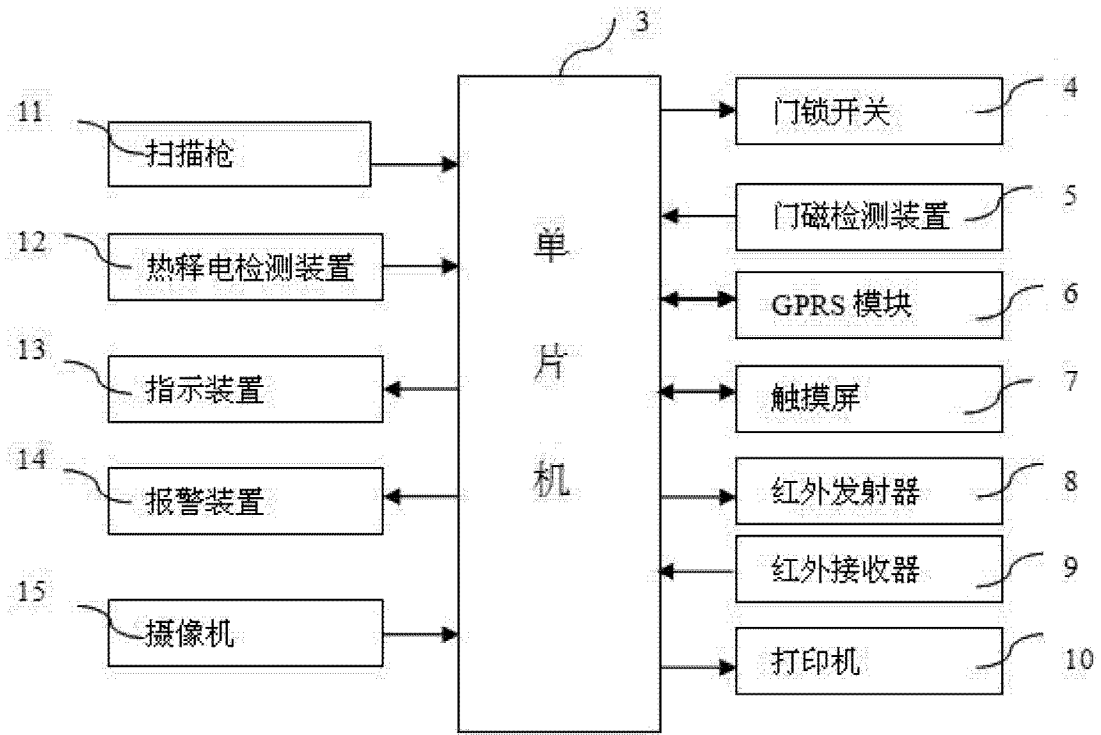 3
11
扫描枪
12
热释电检测装置
13
指示装置
14
报警装置
15
摄像机
单
片
机
门锁开关
4
门磁检测装置
5
GPRS 模块
6
触摸屏
7
红外发射器
8
红外接收器
9
打印机
10